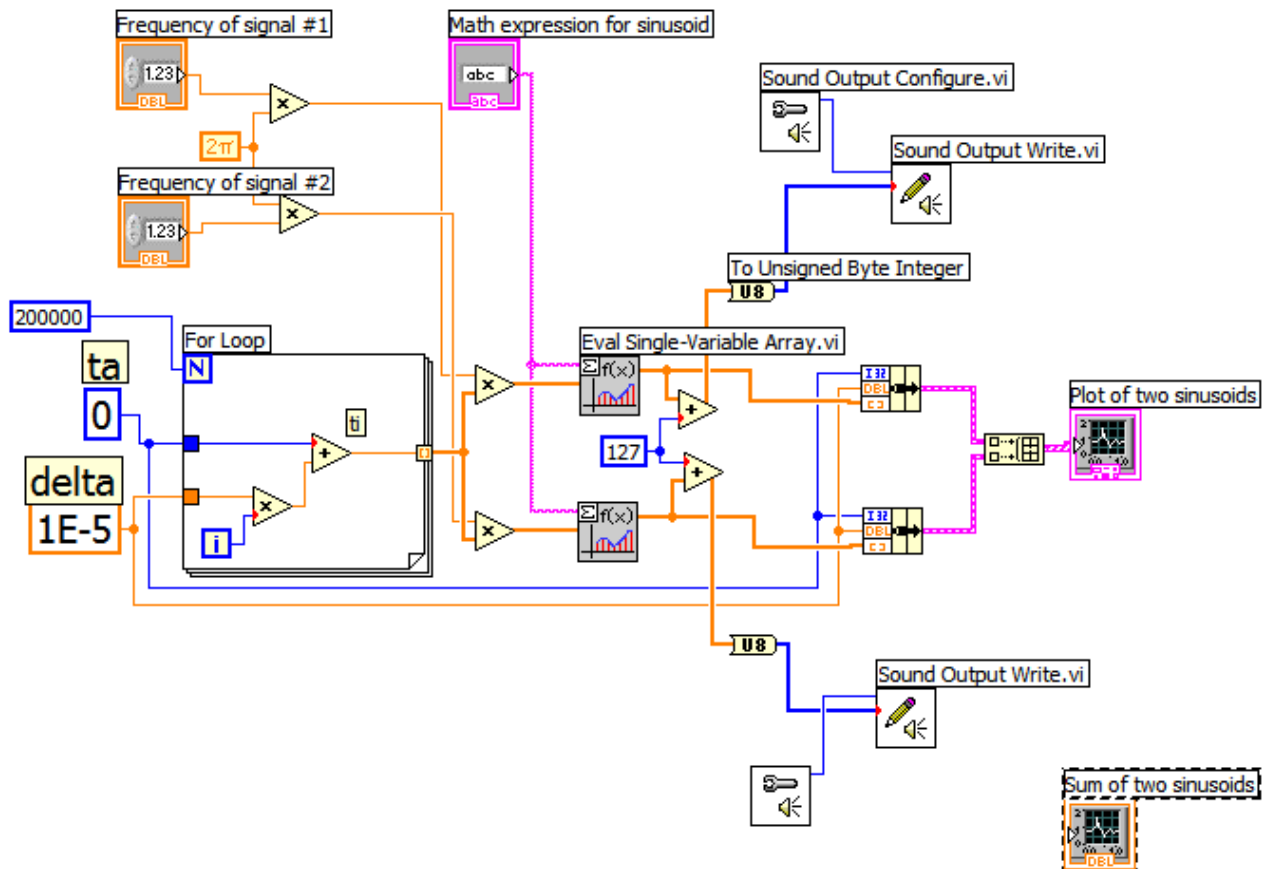 Frequency of signal #1
1.23
DBL
Math expression for sinusoid
abc
abc
Sound Output Configure.vi
2π
Sound Output Write.vi
Frequency of signal #2
1.23
DBL
To Unsigned Byte Integer
U8
200000
For Loop
N
Eval Single-Variable Array.vi
Σ f(x)
ta
0
ti
127
I32
DBL
Plot of two sinusoids
delta
1E-5
i
Σ f(x)
I32
DBL
U8
Sound Output Write.vi
Sum of two sinusoids
DBL